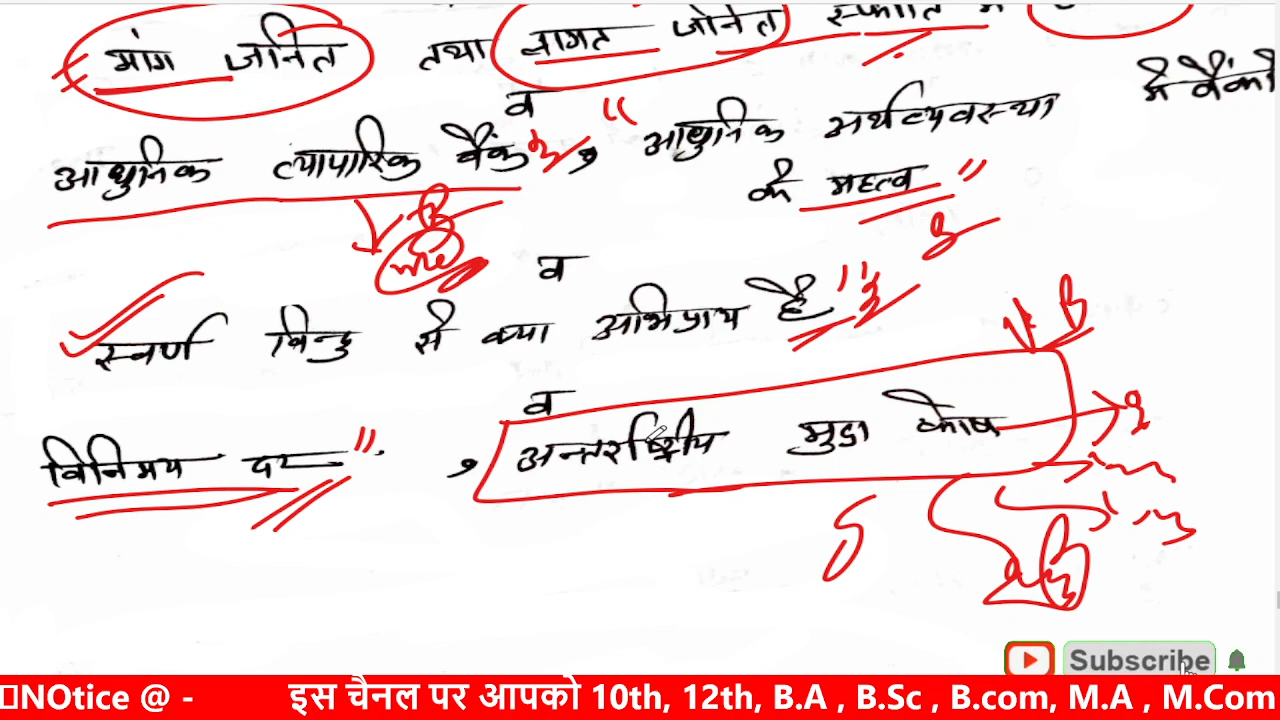 मांग जनित तथा लागत जनित स्फीति में
व
आधुनिक व्यापारिक बैंक , " आधुनिक अर्थव्यवस्था में बैंको
के महत्व "
व
स्वर्ण बिन्दु से क्या अभिप्राय है "
व
विनिमय दर " , अन्तर्राष्ट्रीय मुद्रा कोष
Subscribe
NOtice @ - इस चैनल पर आपको 10th, 12th, B.A , B.Sc , B.com, M.A , M.Com